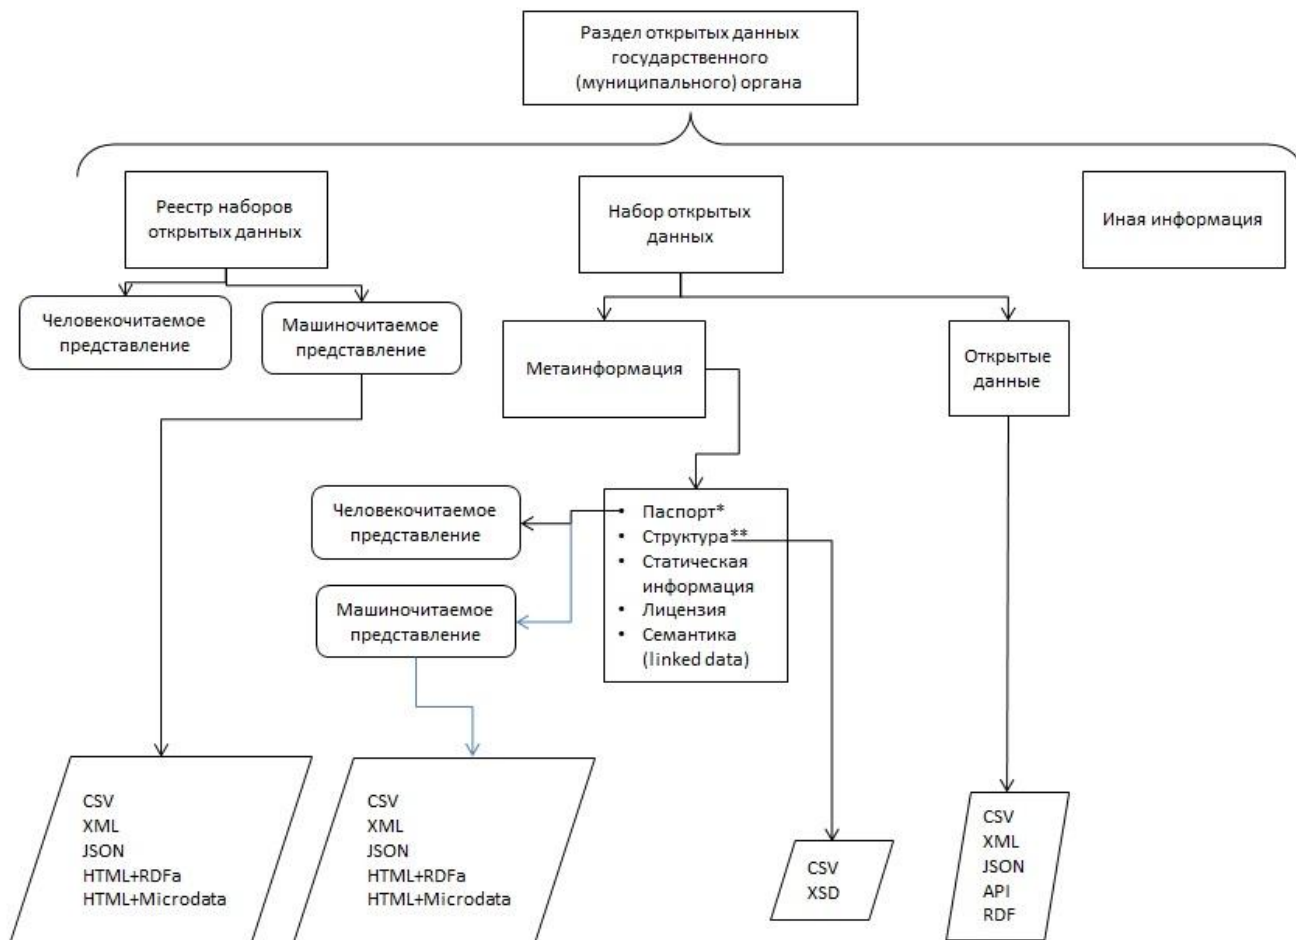 Раздел открытых данных
государственного
(муниципального) органа
Реестр наборов
открытых данных
Набор открытых
данных
Иная информация
Человекочитаемое
представление
Машиночитаемое
представление
Метаинформация
Открытые
данные
Человекочитаемое
представление
Машиночитаемое
представление
• Паспорт*
• Структура**
• Статическая
информация
• Лицензия
• Семантика
(linked data)
CSV
XML
JSON
HTML+RDFa
HTML+Microdata
CSV
XML
JSON
HTML+RDFa
HTML+Microdata
CSV
XSD
CSV
XML
JSON
API
RDF